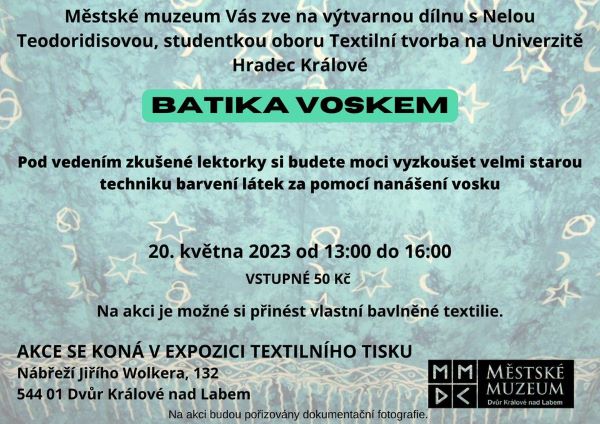 Městské muzeum Vás zve na výtvarnou dílnu s Nelou
Teodoridisovou, studentkou oboru Textilní tvorba na Univerzitě
Hradec Králové
BATIKA VOSKEM
Pod vedením zkušené lektorky si budete moci vyzkoušet velmi starou
techniku barvení látek za pomocí nanášení vosku
20. května 2023 od 13:00 do 16:00
VSTUPNÉ 50 Kč
Na akci je možné si přinést vlastní bavlněné textilie.
AKCE SE KONÁ V EXPOZICI TEXTILNÍHO TISKU
Nábřeží Jiřího Wolkera, 132
544 01 Dvůr Králové nad Labem
MM
DK
MĚSTSKÉ
MUZEUM
Dvůr Králové nad Labem
Na akci budou pořizovány dokumentační fotografie.